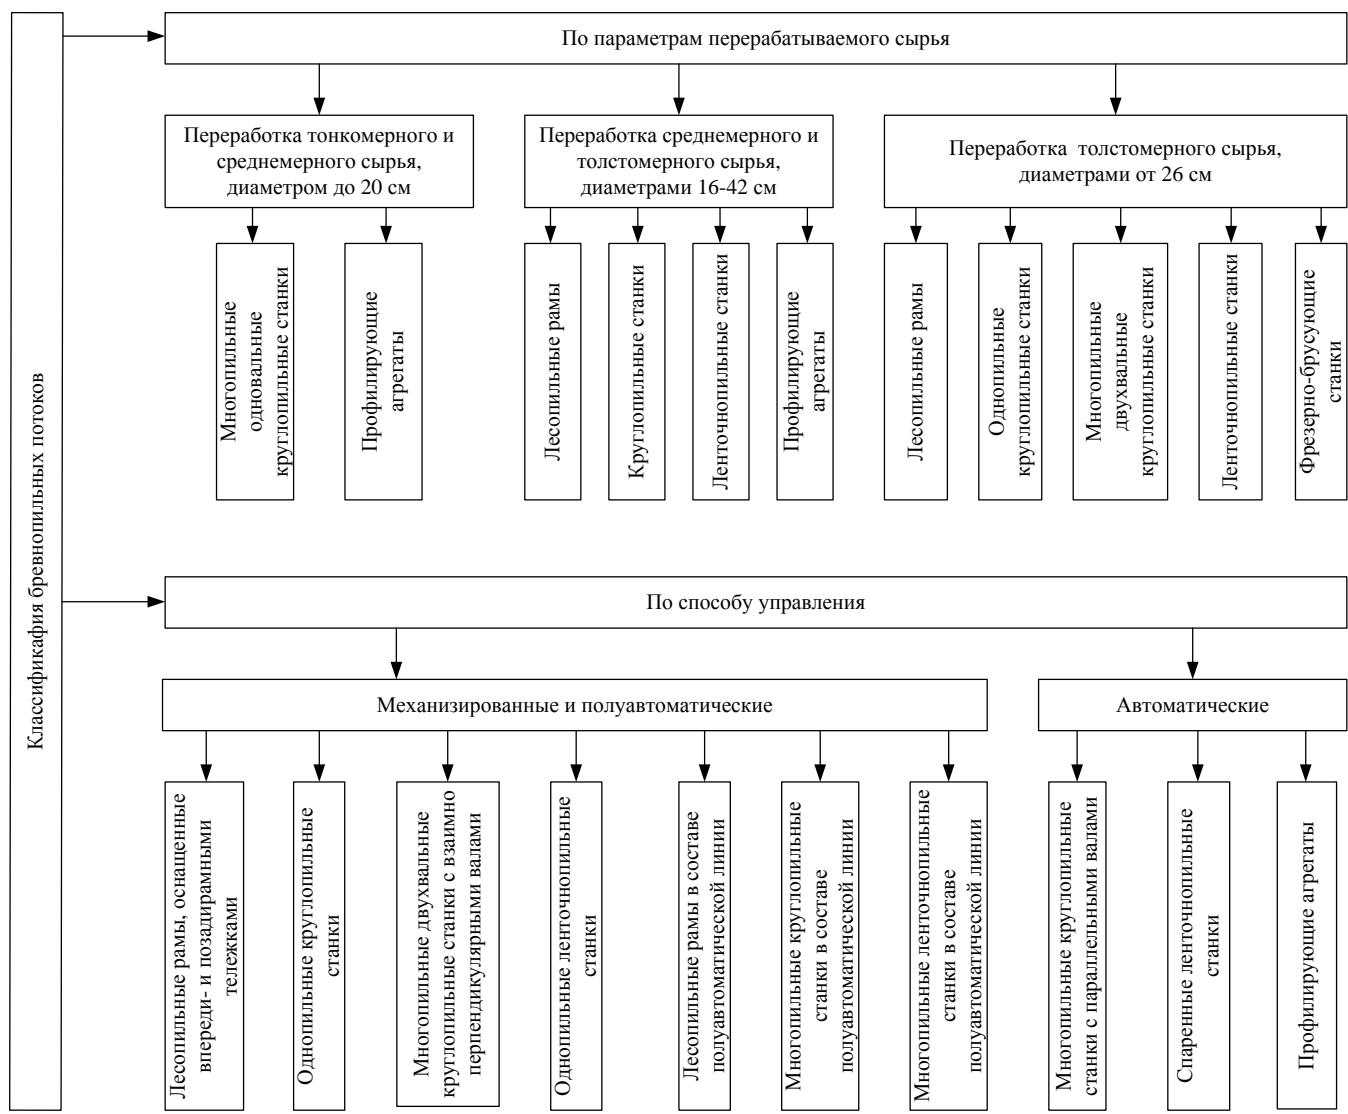 Классификафия бревнопильных потоков
По параметрам перерабатываемого сырья
Переработка тонкомерного и
среднемерного сырья,
диаметром до 20 см
Переработка среднемерного и
толстомерного сырья,
диаметрами 16-42 см
Переработка толстомерного сырья,
диаметрами от 26 см
Многопильные
одновальные
круглопильные станки
Профилирующие
агрегаты
Лесопильные рамы
Круглопильные станки
Ленточнопильные станки
Профилирующие
агрегаты
Лесопильные рамы
Однопильные
круглопильные станки
Многопильные
двухвальные
круглопильные станки
Ленточнопильные станки
Фрезерно-брусующие
станки
По способу управления
Механизированные и полуавтоматические
Автоматические
Лесопильные рамы, оснащенные
впереди- и позадирамным
тележками
Однопильные круглопильные
станки
Многопильные двухвальные
круглопильные станки с взаимно
перпендикулярными валами
Однопильные ленточнопильные
станки
Лесопильные рамы в составе
полуавтоматической линии
Многопильные круглопильные
станки в составе
полуавтоматической линии
Многопильные ленточнопильные
станки в составе
полуавтоматической линии
Многопильные круглопильные
станки с параллельными валами
Спаренные ленточнопильные
станки
Профилирующие агрегаты